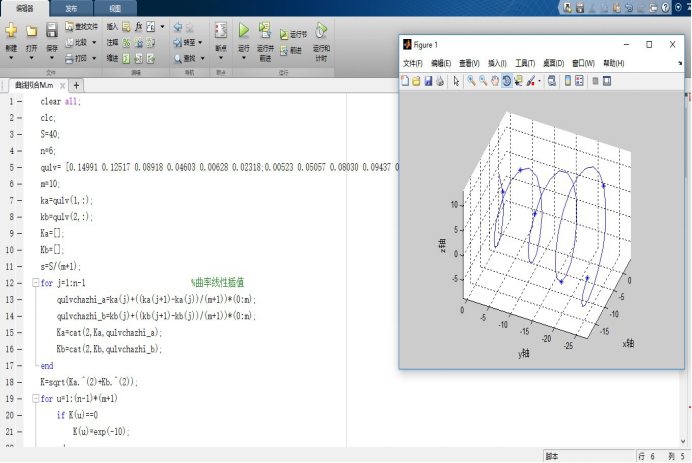 编辑器 发布 视图
新建 打开 保存 查找文件 比较 打印 插入 fx 注释 缩进 转至 查找 断点 运行 运行并前进 运行节 前进 运行和计时
文件 编辑 导航 断点 运行
曲线拟合M.m × +
1 clear all;
2 clc;
3 S=40;
4 n=6;
5 qulv= [0.14991 0.12517 0.08918 0.04603 0.00628 0.02318;0.00523 0.05057 0.08030 0.09437
6 m=10;
7 ka=qulv(1,:);
8 kb=qulv(2,:);
9 Ka=[];
10 Kb=[];
11 s=S/(m+1);
12 for j=1:n-1 %曲率线性插值
13 qulvchazhi_a=ka(j)+((ka(j+1)-ka(j))/(m+1))*(0:m);
14 qulvchazhi_b=kb(j)+((kb(j+1)-kb(j))/(m+1))*(0:m);
15 Ka=cat(2,Ka,qulvchazhi_a);
16 Kb=cat(2,Kb,qulvchazhi_b);
17 end
18 K=sqrt(Ka.^(2)+Kb.^(2));
19 for u=1:(n-1)*(m+1)
20 if K(u)==0
21 K(u)=exp(-10);
Figure 1
文件(F) 编辑(E) 查看(V) 插入(I) 工具(T) 桌面(D) 窗口(W) 帮助(H)
10
5
0
-5
z轴
0
-5
-10
-15
-20
-25
y轴
0
-5
-10
-15
x轴
脚本 行 6 列 5